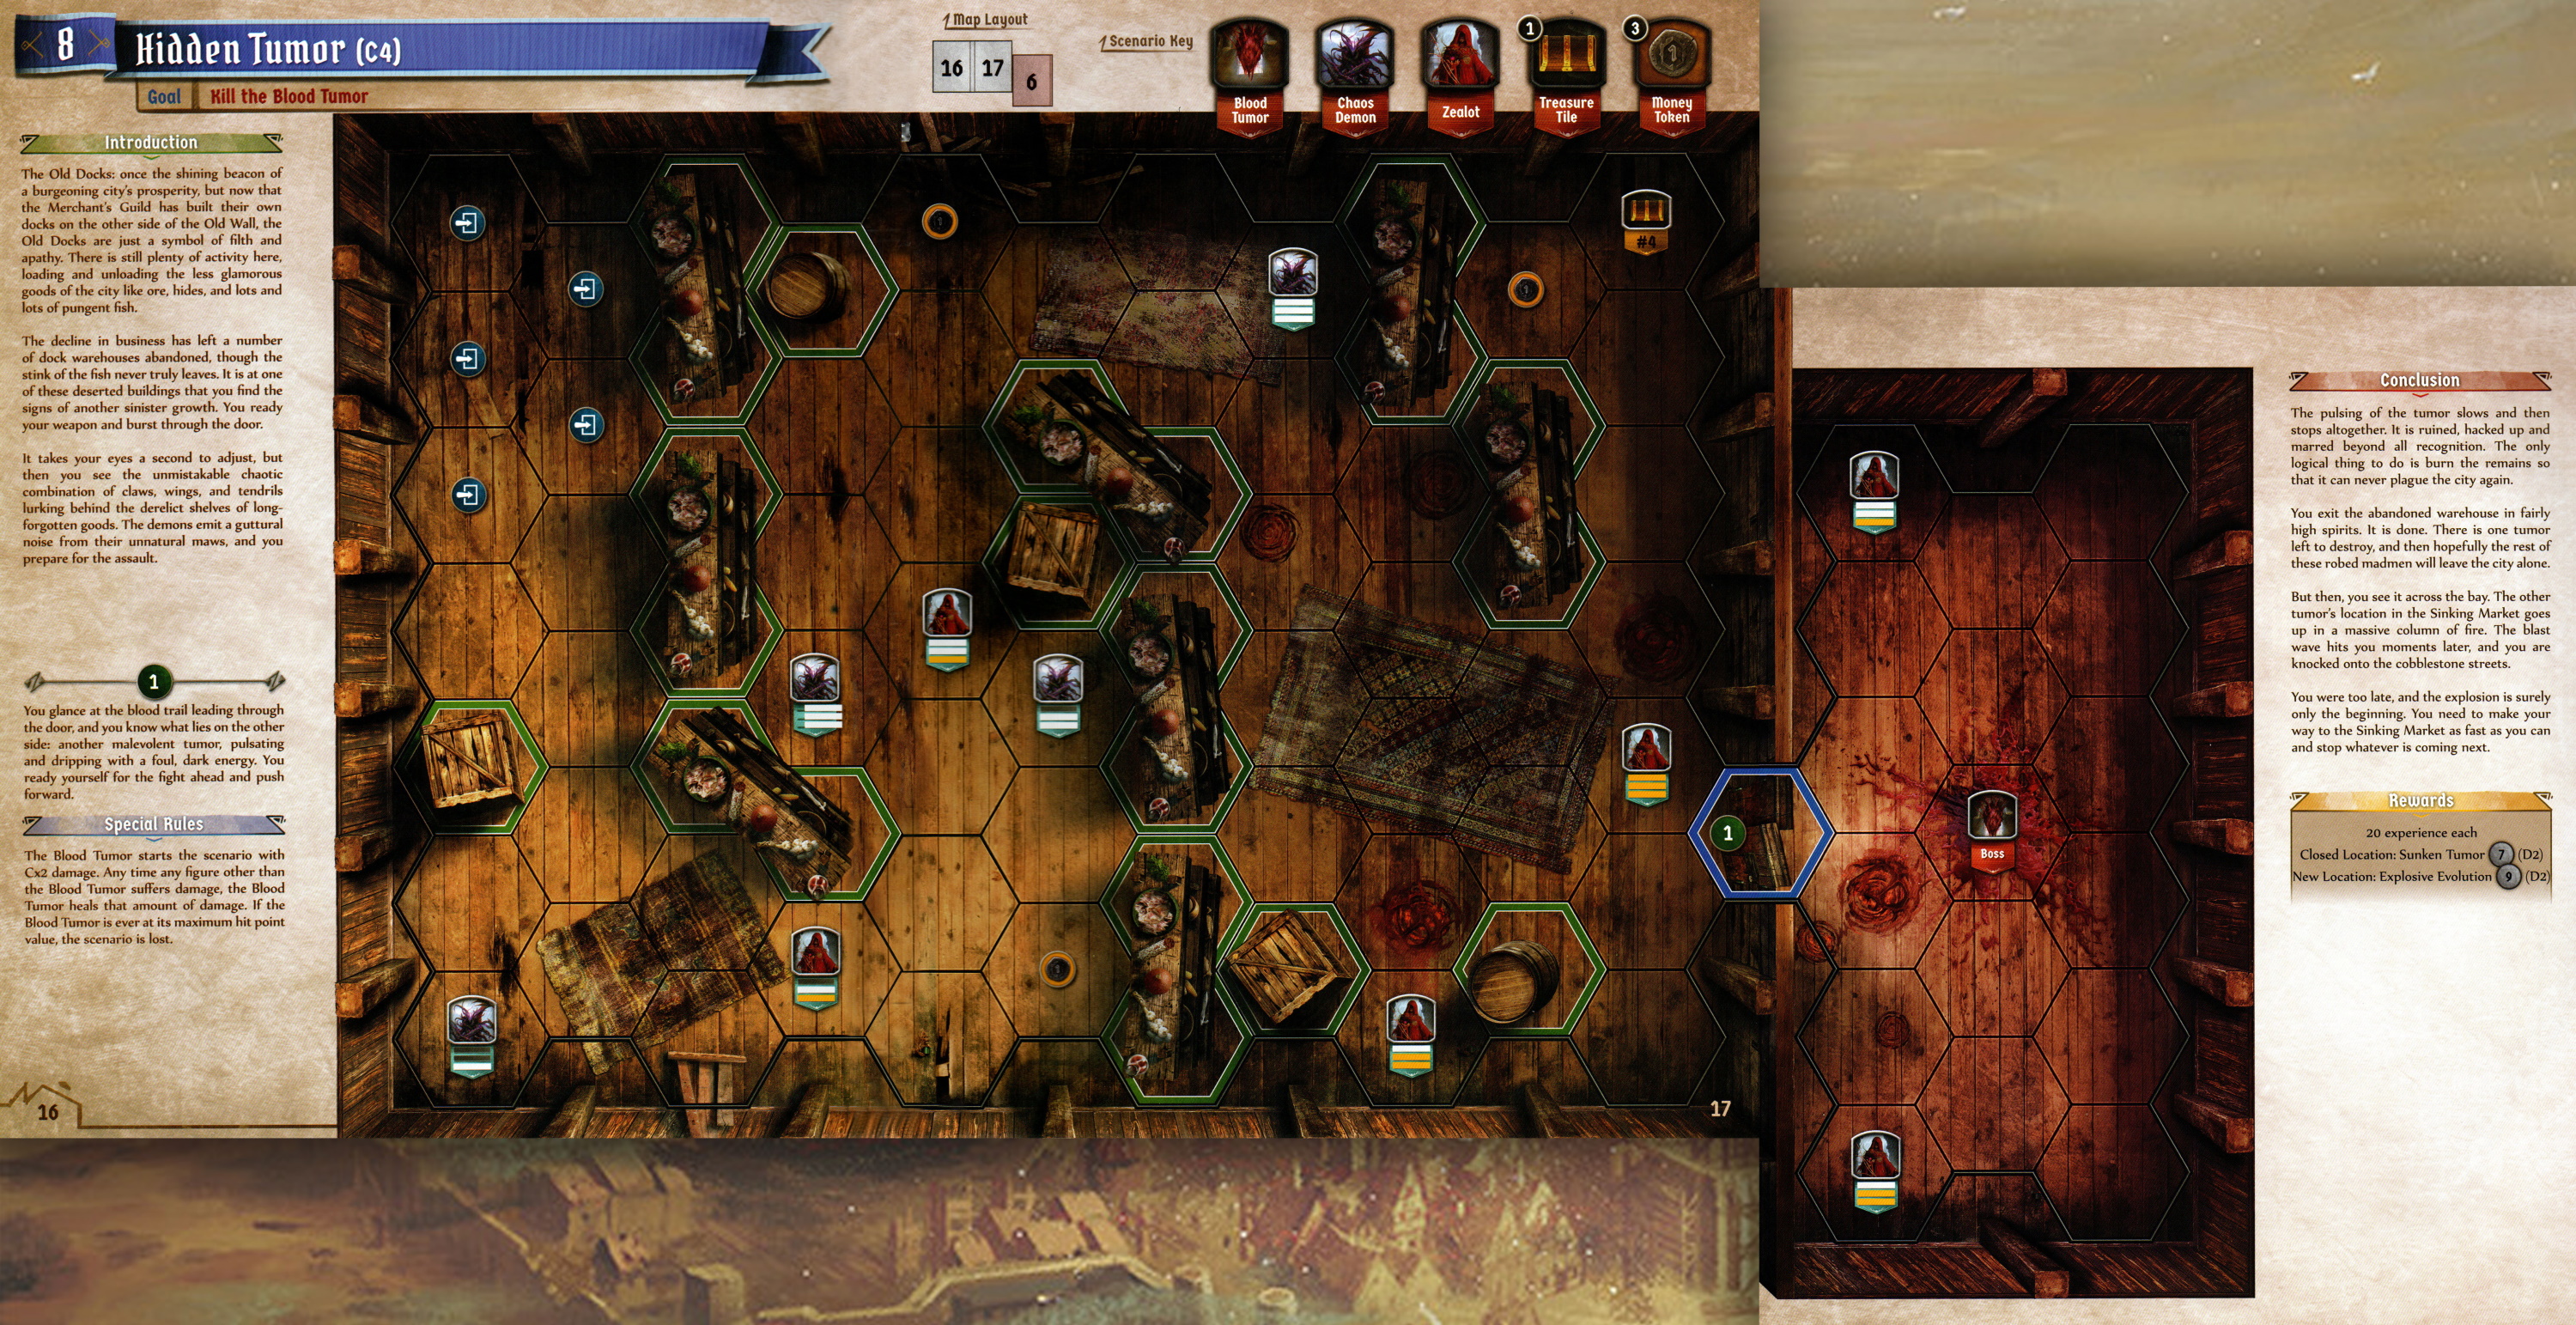 8
Hidden Tumor (C4)
Goal Kill the Blood Tumor
Map Layout
16 17 6
Scenario Key
Blood
Tumor
Chaos
Demon
Zealot
1
Treasure
Tile
3
1
Money
Token
Introduction
The Old Docks: once the shining beacon of
a burgeoning city's prosperity, but now that
the Merchant's Guild has built their own
docks on the other side of the Old Wall, the
Old Docks are just a symbol of filth and
apathy. There is still plenty of activity here,
loading and unloading the less glamorous
goods of the city like ore, hides, and lots and
lots of pungent fish.
The decline in business has left a number
of dock warehouses abandoned, though the
stink of the fish never truly leaves. It is at one
of these deserted buildings that you find the
signs of another sinister growth. You ready
your weapon and burst through the door.
It takes your eyes a second to adjust, but
then you see the unmistakable chaotic
combination of claws, wings, and tendrils
lurking behind the derelict shelves of long-
forgotten goods. The demons emit a guttural
noise from their unnatural maws, and you
prepare for the assault.
1
You glance at the blood trail leading through
the door, and you know what lies on the other
side: another malevolent tumor, pulsating
and dripping with a foul, dark energy. You
ready yourself for the fight ahead and push
forward.
Special Rules
The Blood Tumor starts the scenario with
Cx2 damage. Any time any figure other than
the Blood Tumor suffers damage, the Blood
Tumor heals that amount of damage. If the
Blood Tumor is ever at its maximum hit point
value, the scenario is lost.
16
1
#4
1
1
1
17
Boss
Conclusion
The pulsing of the tumor slows and then
stops altogether. It is ruined, hacked up and
marred beyond all recognition. The only
logical thing to do is burn the remains so
that it can never plague the city again.
You exit the abandoned warehouse in fairly
high spirits. It is done. There is one tumor
left to destroy, and then hopefully the rest of
these robed madmen will leave the city alone.
But then, you see it across the bay. The other
tumor's location in the Sinking Market goes
up in a massive column of fire. The blast
wave hits you moments later, and you are
knocked onto the cobblestone streets.
You were too late, and the explosion is surely
only the beginning. You need to make your
way to the Sinking Market as fast as you can
and stop whatever is coming next.
Rewards
20 experience each
Closed Location: Sunken Tumor 7 (D2)
New Location: Explosive Evolution 9 (D2)